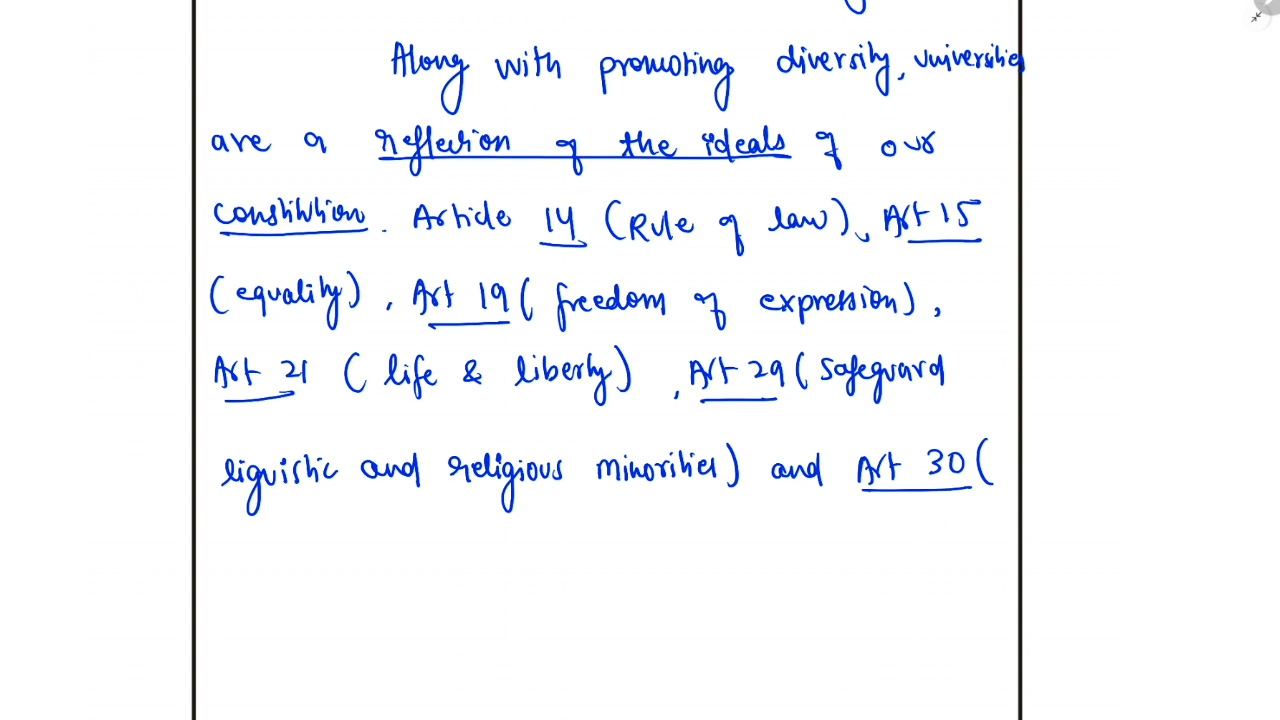 Along with promoting diversity, universities
are a reflection of the ideals of our
constitution. Article 14 (Rule of law), Art 15
(equality), Art 19 (freedom of expression),
Art 21 (life & liberty), Art 29 (safeguard
liguistic and religious minorities) and Art 30 (